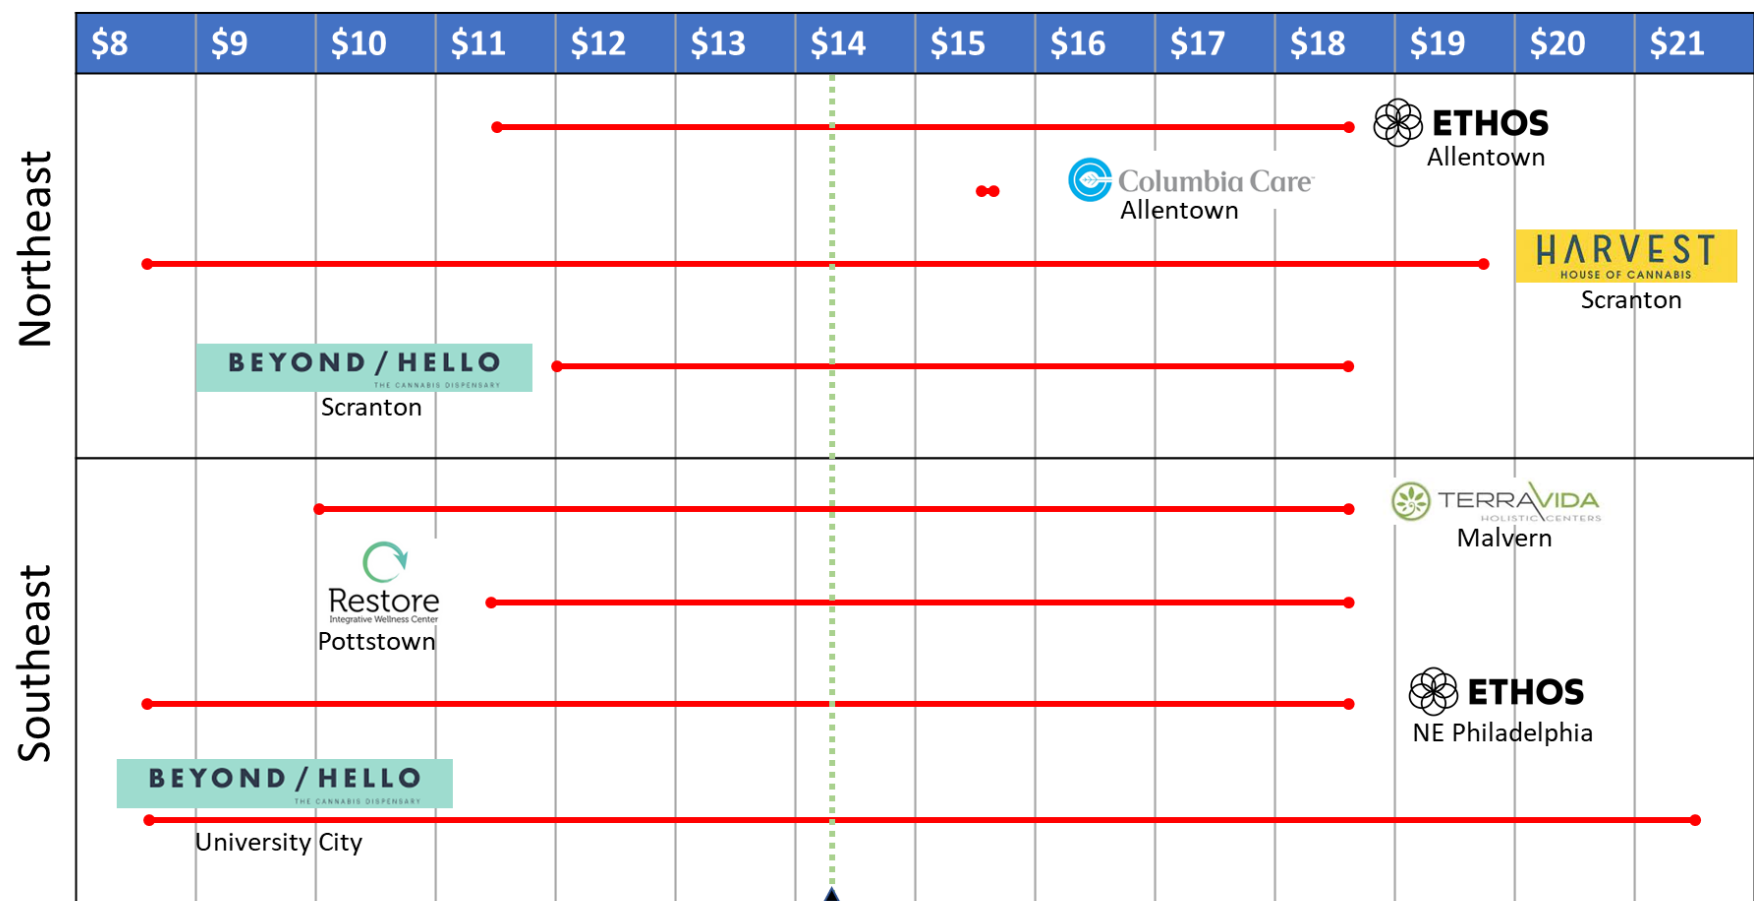 $8 $9 $10 $11 $12 $13 $14 $15 $16 $17 $18 $19 $20 $21
Northeast
ETHOS
Allentown
Columbia Care
Allentown
HARVEST
HOUSE OF CANNABIS
Scranton
BEYOND / HELLO
THE CANNABIS DISPENSARY
Scranton
Southeast
TERRAVIDA
HOLISTIC CENTERS
Malvern
Restore
Integrative Wellness Center
Pottstown
ETHOS
NE Philadelphia
BEYOND / HELLO
THE CANNABIS DISPENSARY
University City